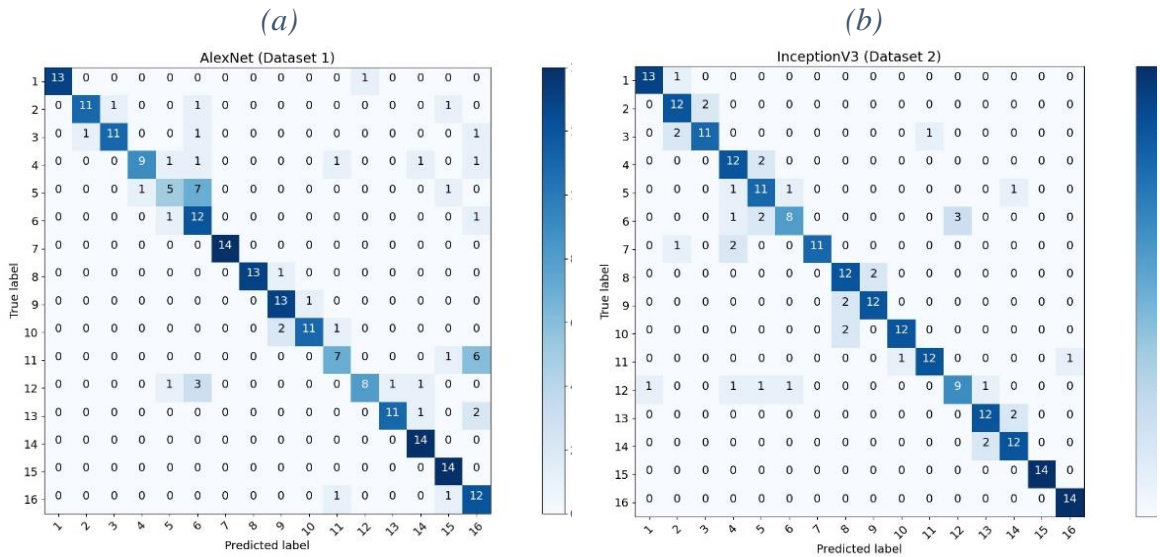 (a)
AlexNet (Dataset 1)
True label
1 13 0 0 0 0 0 0 0 0 0 0 1 0 0 0 0
2 0 11 1 0 0 1 0 0 0 0 0 0 0 0 1 0
3 0 1 11 0 0 1 0 0 0 0 0 0 0 0 0 1
4 0 0 0 9 1 1 0 0 0 0 1 0 0 1 0 1
5 0 0 0 1 5 7 0 0 0 0 0 0 0 0 1 0
6 0 0 0 0 1 12 0 0 0 0 0 0 0 0 0 1
7 0 0 0 0 0 0 14 0 0 0 0 0 0 0 0 0
8 0 0 0 0 0 0 0 13 1 0 0 0 0 0 0 0
9 0 0 0 0 0 0 0 0 13 1 0 0 0 0 0 0
10 0 0 0 0 0 0 0 0 2 11 1 0 0 0 0 0
11 0 0 0 0 0 0 0 0 0 0 7 0 0 0 1 6
12 0 0 0 0 1 3 0 0 0 0 0 8 1 1 0 0
13 0 0 0 0 0 0 0 0 0 0 0 0 11 1 0 2
14 0 0 0 0 0 0 0 0 0 0 0 0 0 14 0 0
15 0 0 0 0 0 0 0 0 0 0 0 0 0 0 14 0
16 0 0 0 0 0 0 0 0 0 0 1 0 0 0 1 12
1 2 3 4 5 6 7 8 9 10 11 12 13 14 15 16
Predicted label
(b)
InceptionV3 (Dataset 2)
True label
1 13 1 0 0 0 0 0 0 0 0 0 0 0 0 0 0
2 0 12 2 0 0 0 0 0 0 0 0 0 0 0 0 0
3 0 2 11 0 0 0 0 0 0 0 1 0 0 0 0 0
4 0 0 0 12 2 0 0 0 0 0 0 0 0 0 0 0
5 0 0 0 1 11 1 0 0 0 0 0 0 0 1 0 0
6 0 0 0 1 2 8 0 0 0 0 0 3 0 0 0 0
7 0 1 0 2 0 0 11 0 0 0 0 0 0 0 0 0
8 0 0 0 0 0 0 0 12 2 0 0 0 0 0 0 0
9 0 0 0 0 0 0 0 2 12 0 0 0 0 0 0 0
10 0 0 0 0 0 0 0 2 0 12 0 0 0 0 0 0
11 0 0 0 0 0 0 0 0 0 1 12 0 0 0 0 1
12 1 0 0 1 1 1 0 0 0 0 0 9 1 0 0 0
13 0 0 0 0 0 0 0 0 0 0 0 0 12 2 0 0
14 0 0 0 0 0 0 0 0 0 0 0 0 2 12 0 0
15 0 0 0 0 0 0 0 0 0 0 0 0 0 0 14 0
16 0 0 0 0 0 0 0 0 0 0 0 0 0 0 0 14
1 2 3 4 5 6 7 8 9 10 11 12 13 14 15 16
Predicted label